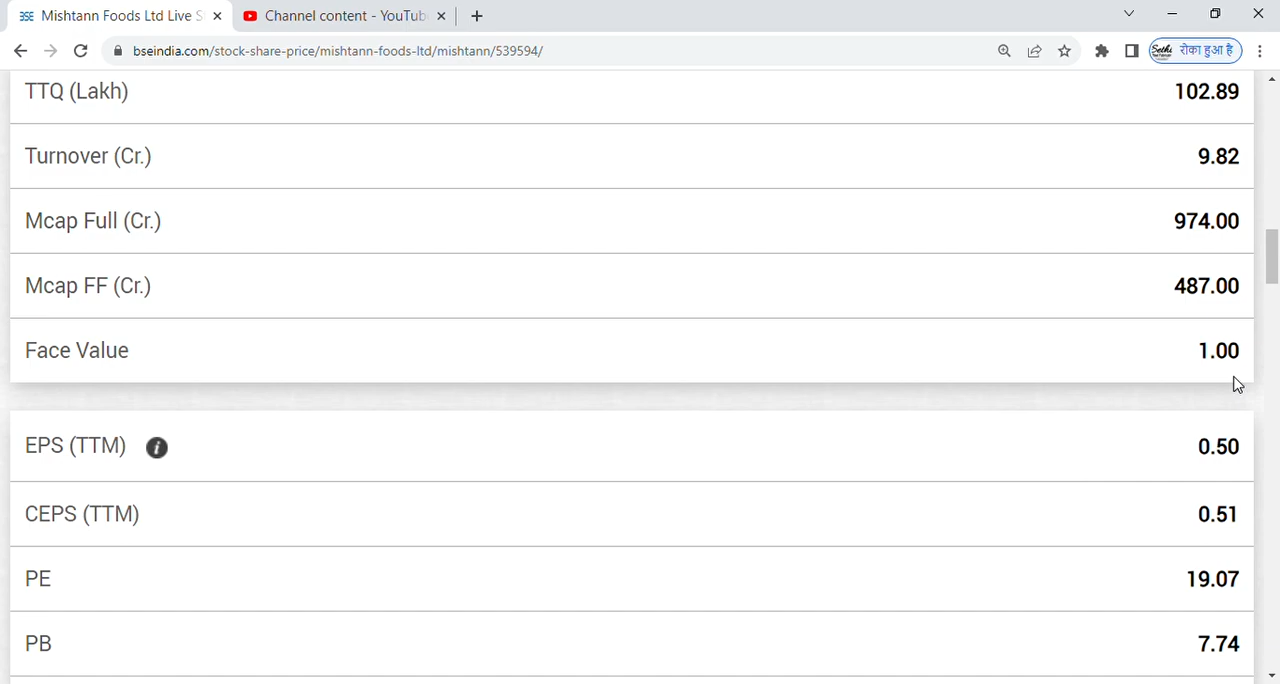 Mishtann Foods Ltd Live S
Channel content - YouTub
bseindia.com/stock-share-price/mishtann-foods-ltd/mishtann/539594/
Sethi
रोका हुआ है
TTQ (Lakh) 102.89
Turnover (Cr.) 9.82
Mcap Full (Cr.) 974.00
Mcap FF (Cr.) 487.00
Face Value 1.00
EPS (TTM) i 0.50
CEPS (TTM) 0.51
PE 19.07
PB 7.74